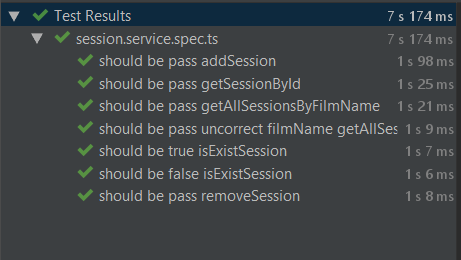 Test Results 7 s 174 ms
session.service.spec.ts 7 s 174 ms
should be pass addSession 1 s 98 ms
should be pass getSessionById 1 s 25 ms
should be pass getAllSessionsByFilmName 1 s 21 ms
should be pass uncorrect filmName getAllSes 1 s 9 ms
should be true isExistSession 1 s 7 ms
should be false isExistSession 1 s 6 ms
should be pass removeSession 1 s 8 ms